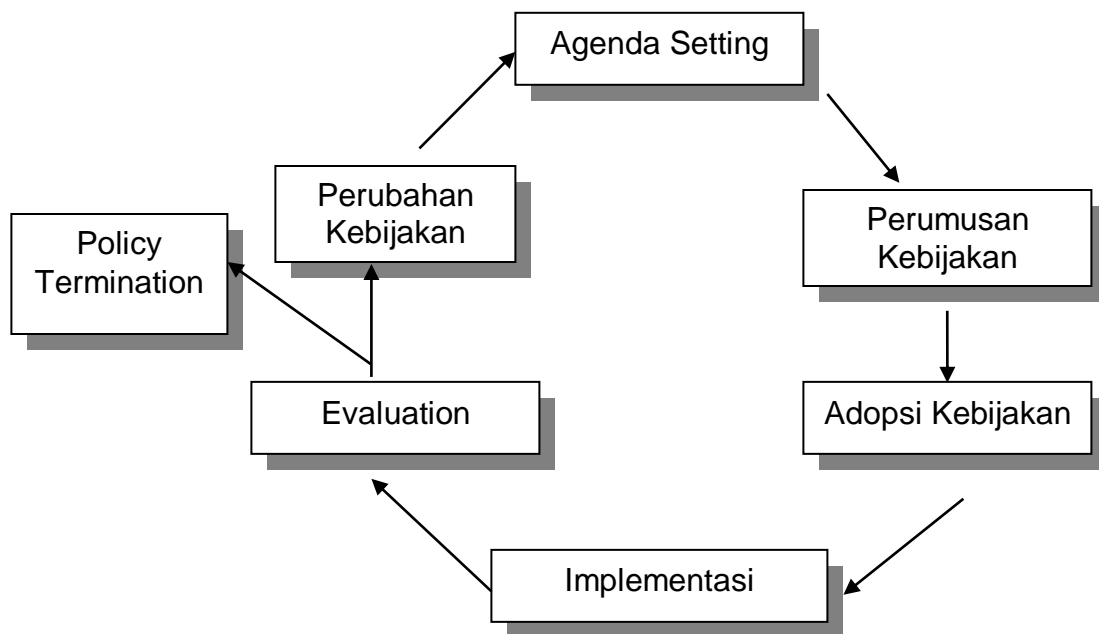 Agenda Setting
Perubahan
Kebijakan
Perumusan
Kebijakan
Policy
Termination
Evaluation
Adopsi Kebijakan
Implementasi